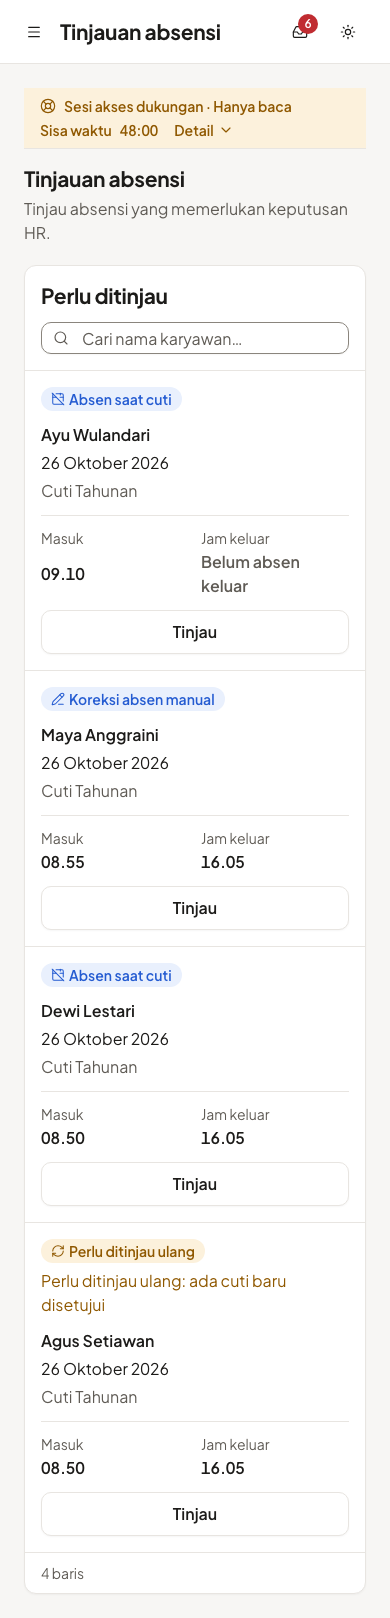 Tinjauan absensi
6
Sesi akses dukungan · Hanya baca
Sisa waktu 48:00 Detail
Tinjauan absensi
Tinjau absensi yang memerlukan keputusan
HR.
Perlu ditinjau
Cari nama karyawan…
Absen saat cuti
Ayu Wulandari
26 Oktober 2026
Cuti Tahunan
Masuk
09.10
Jam keluar
Belum absen
keluar
Tinjau
Koreksi absen manual
Maya Anggraini
26 Oktober 2026
Cuti Tahunan
Masuk
08.55
Jam keluar
16.05
Tinjau
Absen saat cuti
Dewi Lestari
26 Oktober 2026
Cuti Tahunan
Masuk
08.50
Jam keluar
16.05
Tinjau
Perlu ditinjau ulang
Perlu ditinjau ulang: ada cuti baru
disetujui
Agus Setiawan
26 Oktober 2026
Cuti Tahunan
Masuk
08.50
Jam keluar
16.05
Tinjau
4 baris